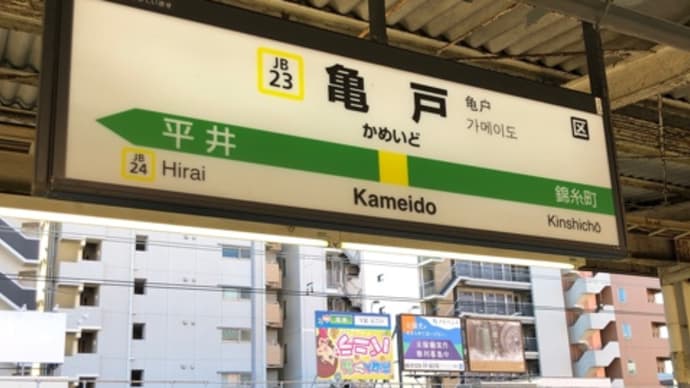 JB
23
亀戸
かめいど
亀户
가메이도
区
平井
JB
24
Hirai
Kameido
錦糸町
Kinshichō